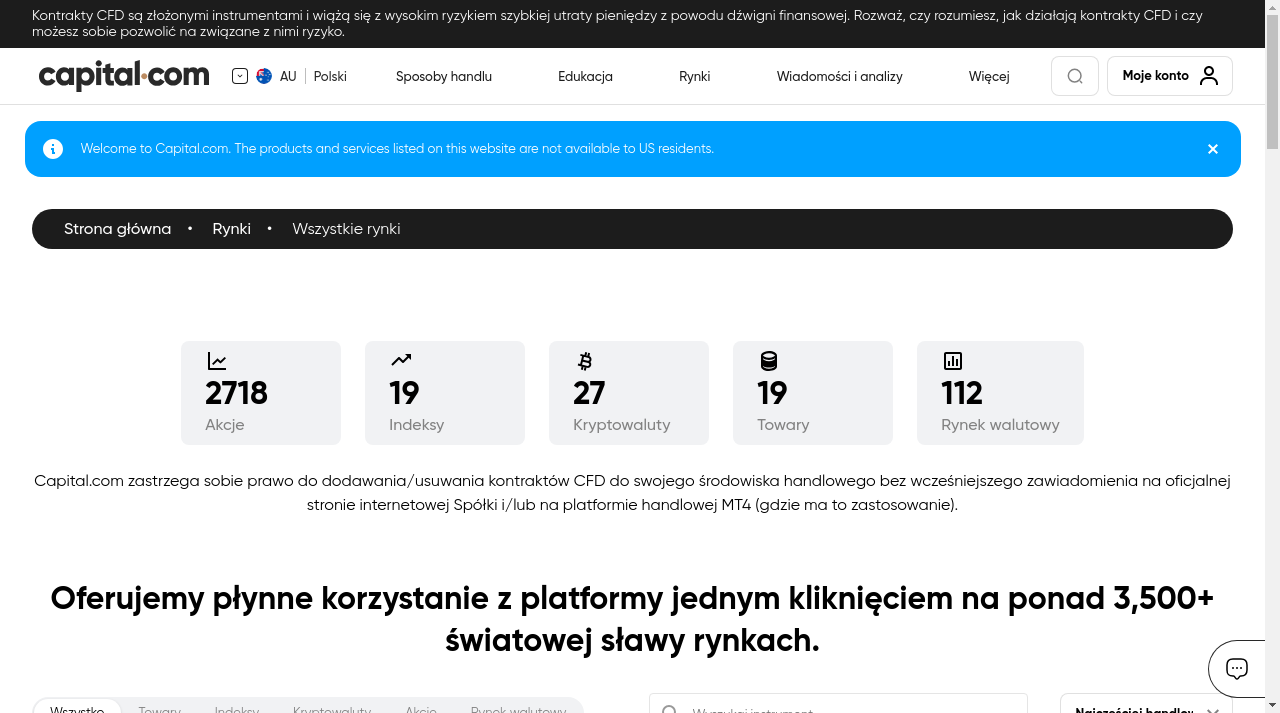 Kontrakty CFD są złożonymi instrumentami i wiążą się z wysokim ryzykiem szybkiej utraty pieniędzy z powodu dźwigni finansowej. Rozważ, czy rozumiesz, jak działają kontrakty CFD i czy
możesz sobie pozwolić na związane z nimi ryzyko.
capital.com AU Polski Sposoby handlu Edukacja Rynki Wiadomości i analizy Więcej Moje konto
Welcome to Capital.com. The products and services listed on this website are not available to US residents.
Strona główna • Rynki • Wszystkie rynki
2718 19 27 19 112
Akcje Indeksy Kryptowaluty Towary Rynek walutowy
Capital.com zastrzega sobie prawo do dodawania/usuwania kontraktów CFD do swojego środowiska handlowego bez wcześniejszego zawiadomienia na oficjalnej
stronie internetowej Spółki i/lub na platformie handlowej MT4 (gdzie ma to zastosowanie).
Oferujemy płynne korzystanie z platformy jednym kliknięciem na ponad 3,500+
światowej sławy rynkach.
Wszystko Towary Indeksy Kryptowaluty Akcje Rynek walutowy Wyszukaj instrument Najczęściej handlow